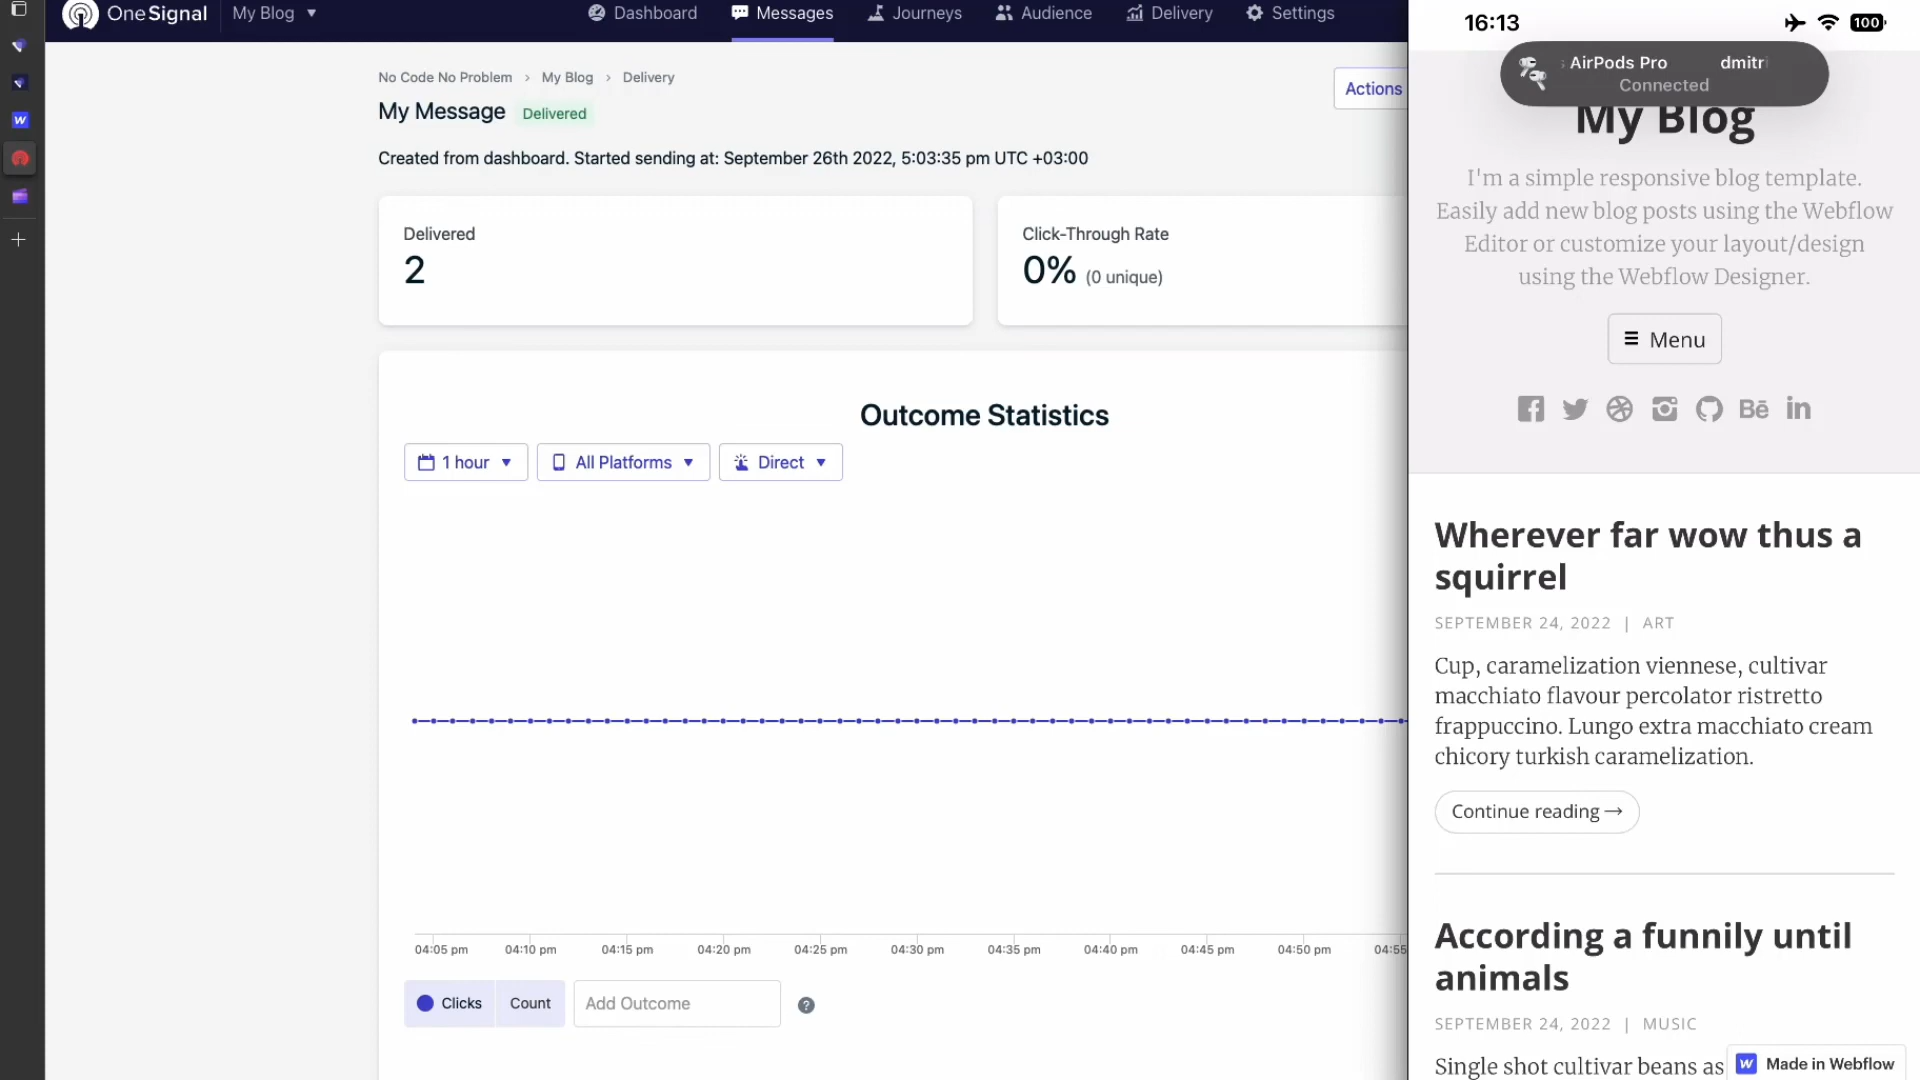 OneSignal
My Blog
Dashboard
Messages
Journeys
Audience
Delivery
Settings
No Code No Problem › My Blog › Delivery
My Message Delivered
Actions
Created from dashboard. Started sending at: September 26th 2022, 5:03:35 pm UTC +03:00
Delivered
2
Click-Through Rate
0% (0 unique)
Outcome Statistics
1 hour
All Platforms
Direct
04:05 pm 04:10 pm 04:15 pm 04:20 pm 04:25 pm 04:30 pm 04:35 pm 04:40 pm 04:45 pm 04:50 pm 04:55
Clicks Count Add Outcome ?
16:13
100
AirPods Pro dmitri
Connected
My Blog
I'm a simple responsive blog template.
Easily add new blog posts using the Webflow
Editor or customize your layout/design
using the Webflow Designer.
Menu
Wherever far wow thus a
squirrel
SEPTEMBER 24, 2022 | ART
Cup, caramelization viennese, cultivar
macchiato flavour percolator ristretto
frappuccino. Lungo extra macchiato cream
chicory turkish caramelization.
Continue reading →
According a funnily until
animals
SEPTEMBER 24, 2022 | MUSIC
Single shot cultivar beans as
Made in Webflow